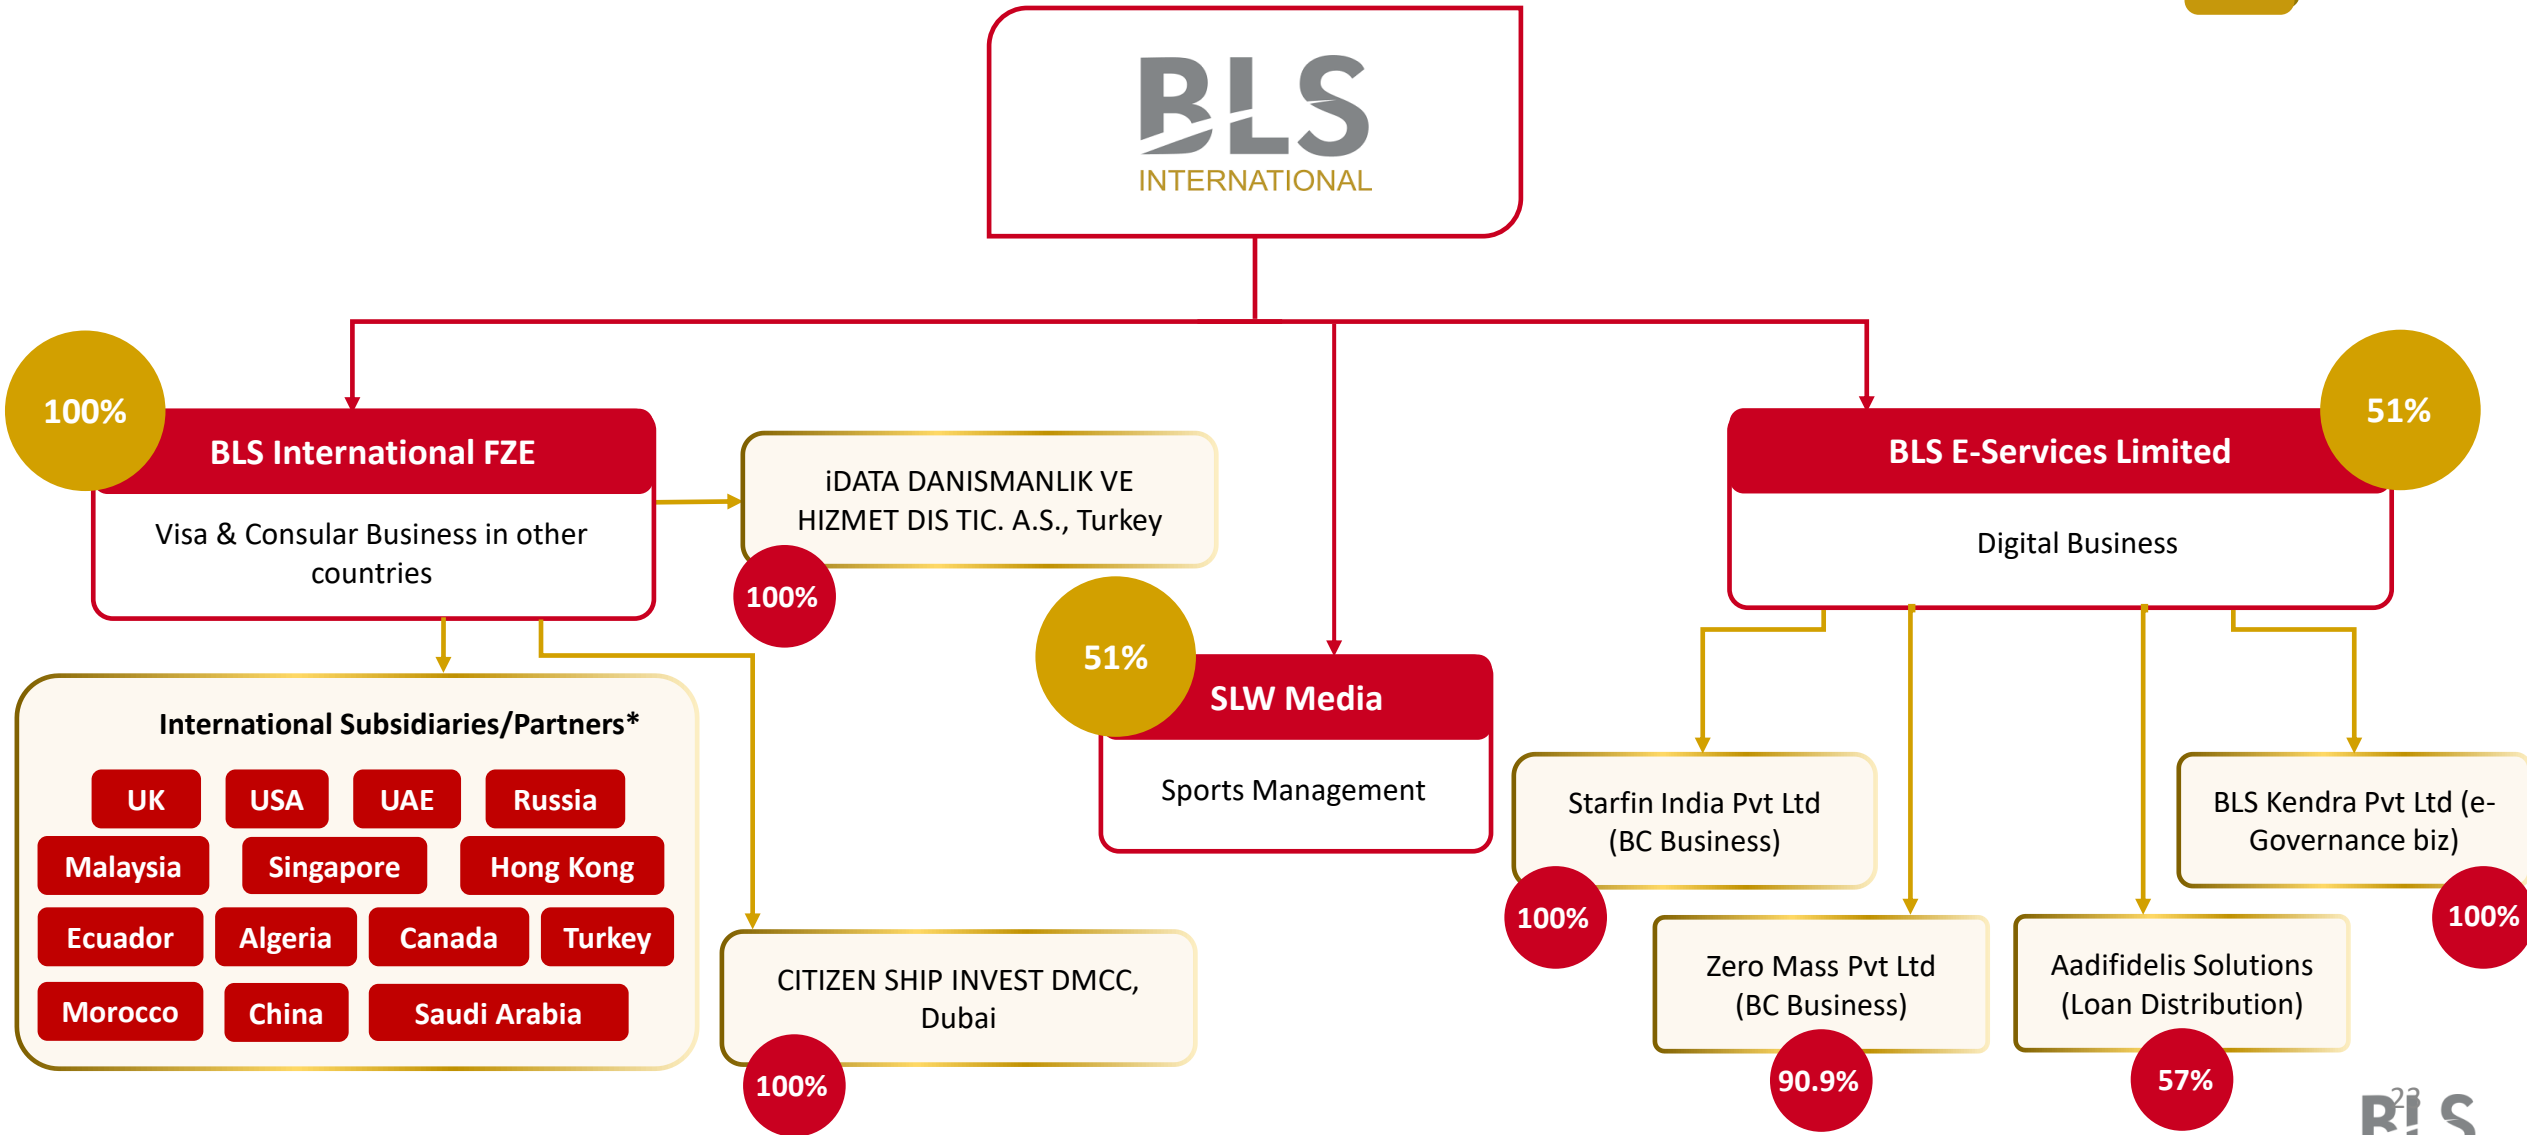 BLS
INTERNATIONAL
100%
BLS International FZE
Visa & Consular Business in other
countries
iDATA DANISMANLIK VE
HIZMET DIS TIC. A.S., Turkey
100%
51%
BLS E-Services Limited
Digital Business
51%
SLW Media
Sports Management
International Subsidiaries/Partners*
UK
USA
UAE
Russia
Malaysia
Singapore
Hong Kong
Ecuador
Algeria
Canada
Turkey
Morocco
China
Saudi Arabia
CITIZEN SHIP INVEST DMCC,
Dubai
100%
Starfin India Pvt Ltd
(BC Business)
100%
Zero Mass Pvt Ltd
(BC Business)
90.9%
Aadifidelis Solutions
(Loan Distribution)
57%
BLS Kendra Pvt Ltd (e-
Governance biz)
100%
23
BLS